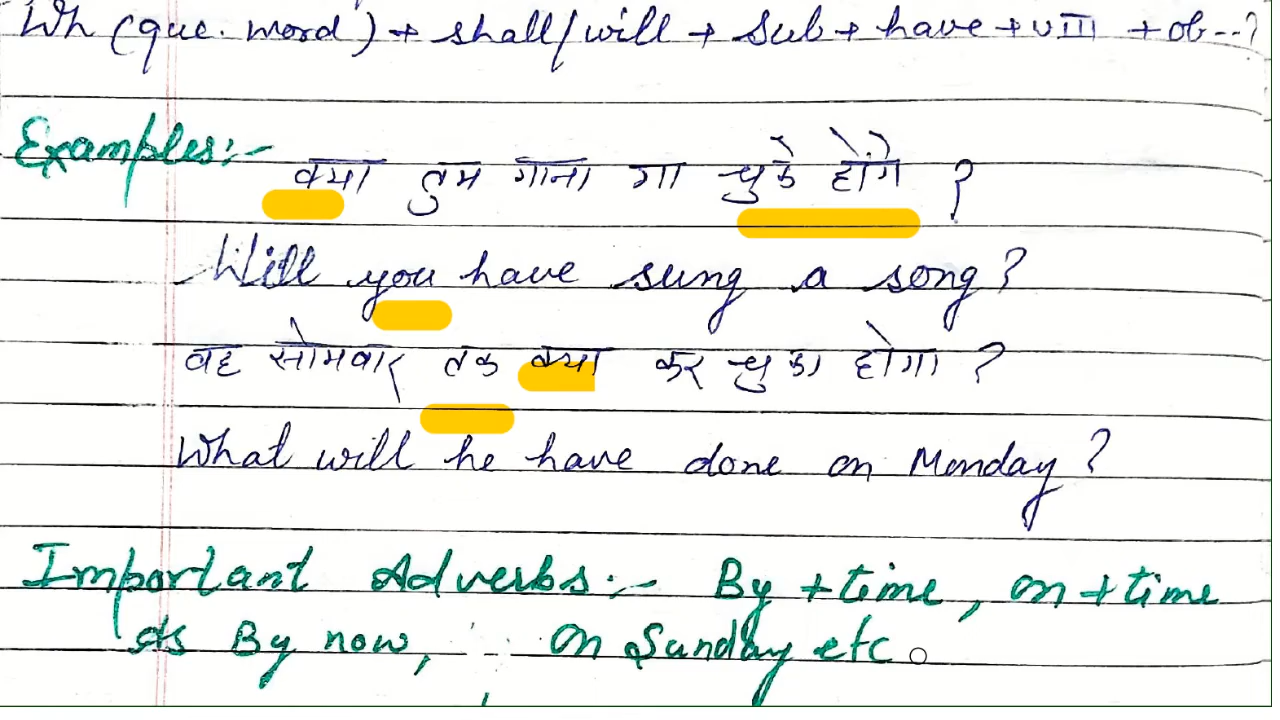 Wh (que. word) + shall/will + Sub + have + VIII + ob--?
Examples:-
क्या तुम गाना गा चुके होंगे ?
Will you have sung a song?
वह सोमवार तक क्या कर चुका होगा ?
What will he have done on Monday?
Important Adverbs:- By + time, on + time
As By now, on Sunday etc.